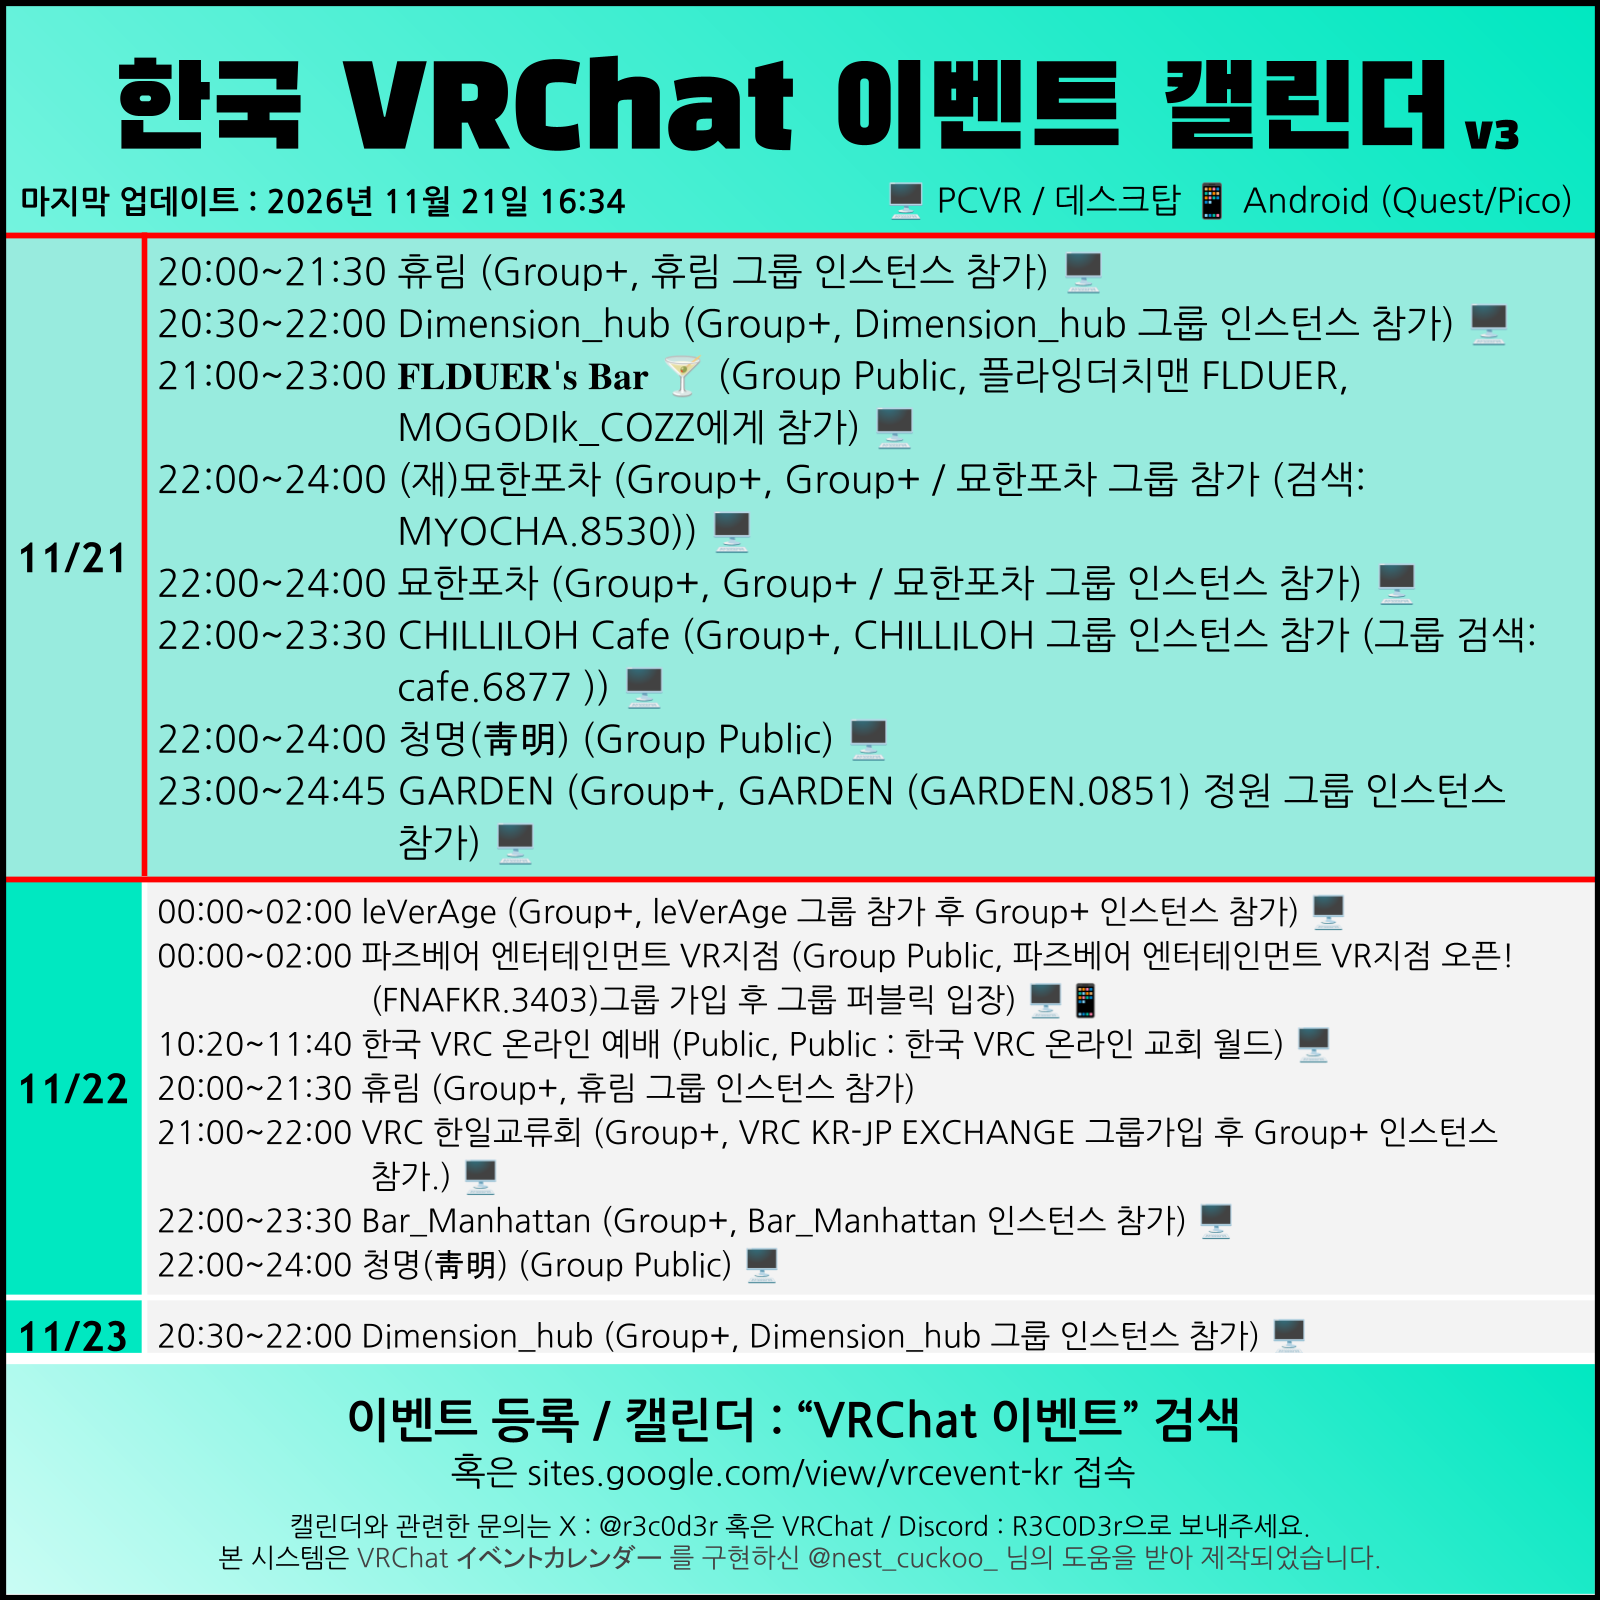 한국 VRChat 이벤트 캘린더 v3
마지막 업데이트 : 2026년 11월 21일 16:34
🖥️ PCVR / 데스크탑 📱 Android (Quest/Pico)
11/21
20:00~21:30 휴림 (Group+, 휴림 그룹 인스턴스 참가) 🖥️
20:30~22:00 Dimension_hub (Group+, Dimension_hub 그룹 인스턴스 참가) 🖥️
21:00~23:00 𝐅𝐋𝐃𝐔𝐄𝐑'𝐬 𝐁𝐚𝐫 🍸 (Group Public, 플라잉더치맨 FLDUER,
MOGODIk_COZZ에게 참가) 🖥️
22:00~24:00 (재)묘한포차 (Group+, Group+ / 묘한포차 그룹 참가 (검색:
MYOCHA.8530)) 🖥️
22:00~24:00 묘한포차 (Group+, Group+ / 묘한포차 그룹 인스턴스 참가) 🖥️
22:00~23:30 CHILLILOH Cafe (Group+, CHILLILOH 그룹 인스턴스 참가 (그룹 검색:
cafe.6877 )) 🖥️
22:00~24:00 청명(靑明) (Group Public) 🖥️
23:00~24:45 GARDEN (Group+, GARDEN (GARDEN.0851) 정원 그룹 인스턴스
참가) 🖥️
11/22
00:00~02:00 leVerAge (Group+, leVerAge 그룹 참가 후 Group+ 인스턴스 참가) 🖥️
00:00~02:00 파즈베어 엔터테인먼트 VR지점 (Group Public, 파즈베어 엔터테인먼트 VR지점 오픈!
(FNAFKR.3403)그룹 가입 후 그룹 퍼블릭 입장) 🖥️📱
10:20~11:40 한국 VRC 온라인 예배 (Public, Public : 한국 VRC 온라인 교회 월드) 🖥️
20:00~21:30 휴림 (Group+, 휴림 그룹 인스턴스 참가)
21:00~22:00 VRC 한일교류회 (Group+, VRC KR-JP EXCHANGE 그룹가입 후 Group+ 인스턴스
참가.) 🖥️
22:00~23:30 Bar_Manhattan (Group+, Bar_Manhattan 인스턴스 참가) 🖥️
22:00~24:00 청명(靑明) (Group Public) 🖥️
11/23
20:30~22:00 Dimension_hub (Group+, Dimension_hub 그룹 인스턴스 참가) 🖥️
이벤트 등록 / 캘린더 : “VRChat 이벤트” 검색
혹은 sites.google.com/view/vrcevent-kr 접속
캘린더와 관련한 문의는 X : @r3c0d3r 혹은 VRChat / Discord : R3C0D3r으로 보내주세요.
본 시스템은 VRChat イベントカレンダー 를 구현하신 @nest_cuckoo_ 님의 도움을 받아 제작되었습니다.